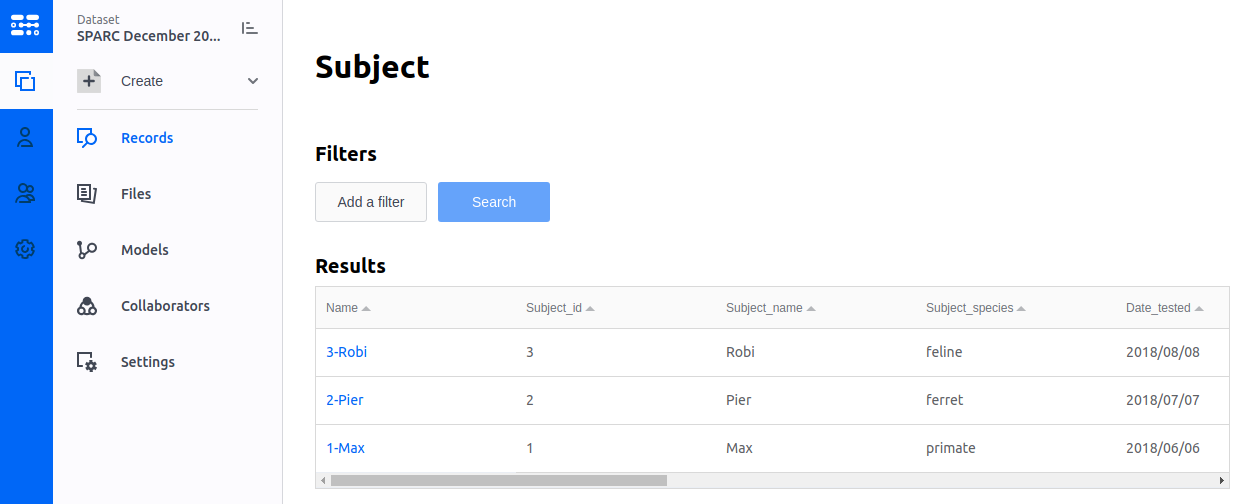 Dataset
SPARC December 20...
Create
Records
Files
Models
Collaborators
Settings
Subject
Filters
Add a filter Search
Results
Name Subject_id Subject_name Subject_species Date_tested
3-Robi 3 Robi feline 2018/08/08
2-Pier 2 Pier ferret 2018/07/07
1-Max 1 Max primate 2018/06/06